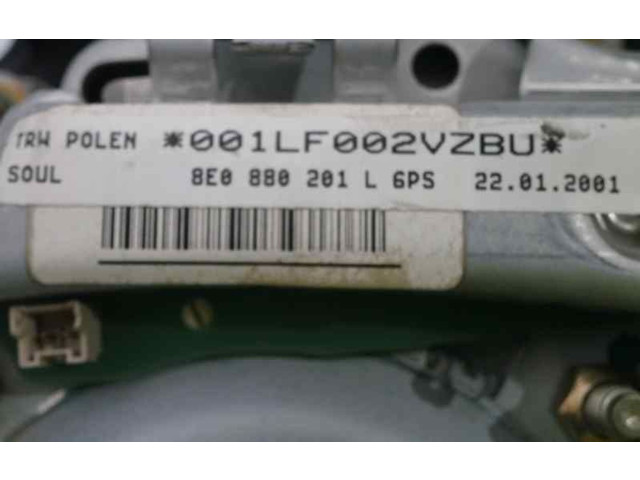 TRW POLEN *001LF002VZBU*
SOUL 8E0 880 201 L 6PS 22.01.2001